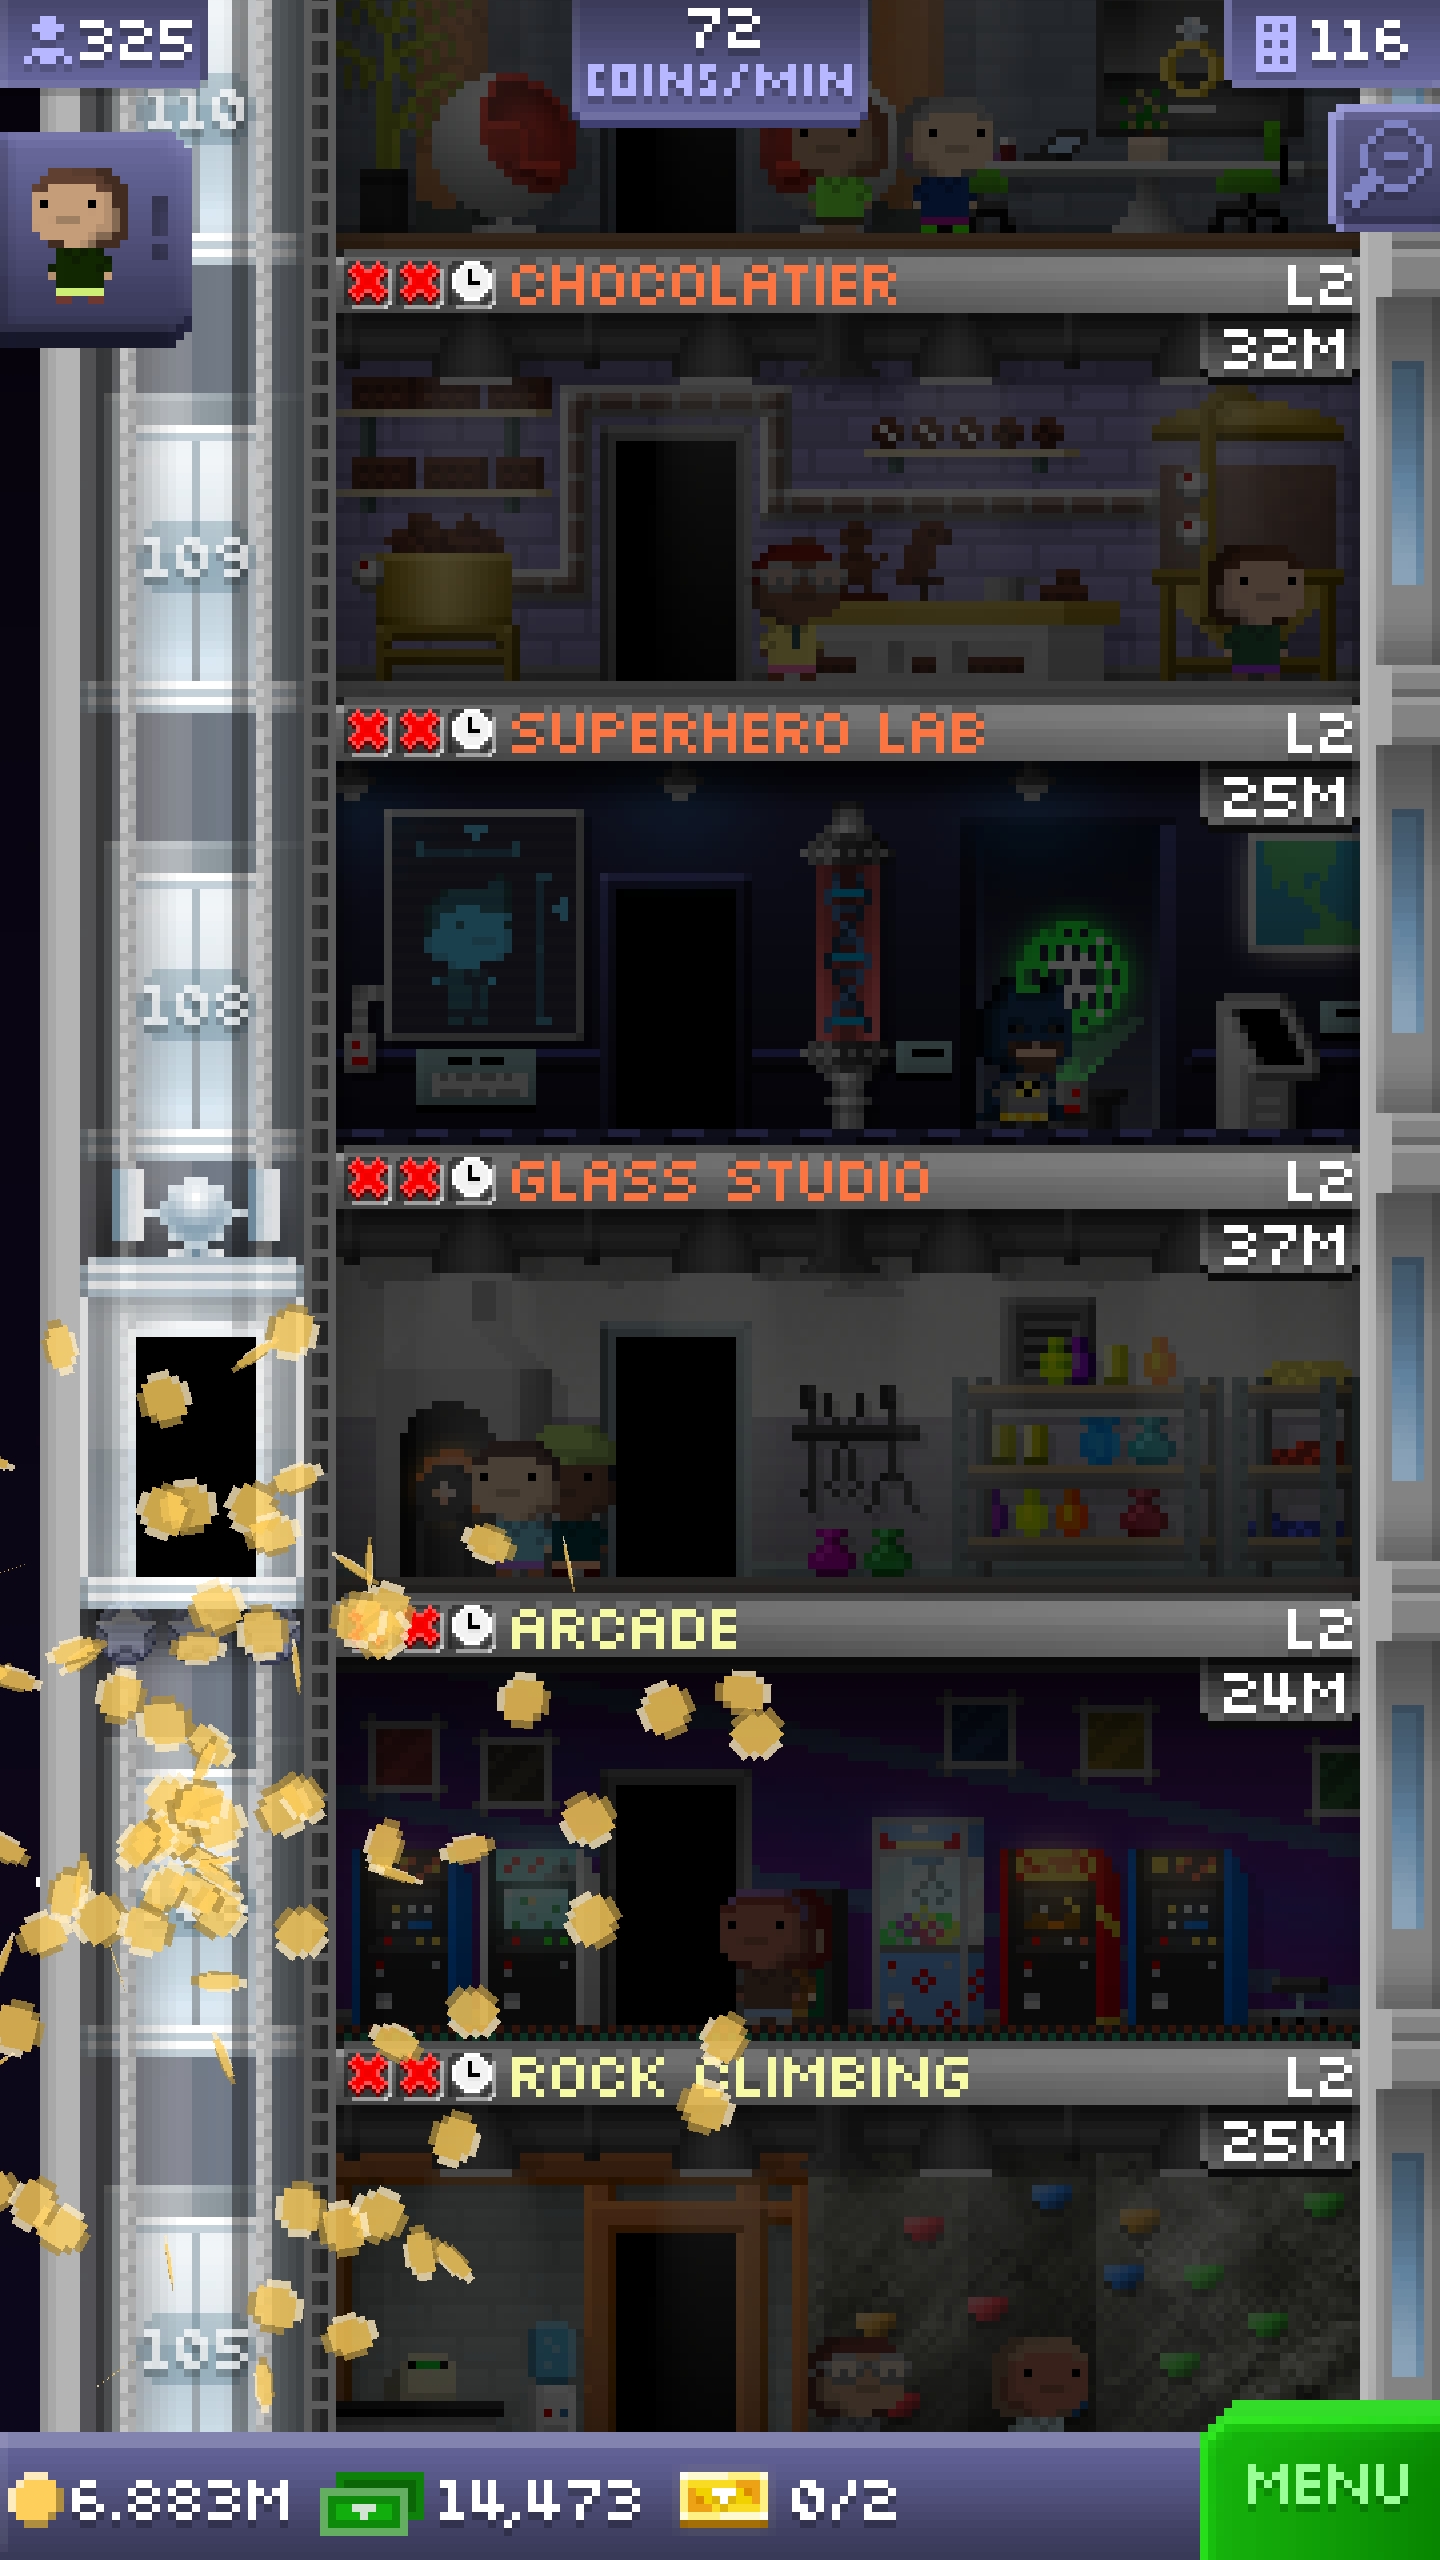 325
72
COINS/MIN
116
110
CHOCOLATIER L2
32M
109
SUPERHERO LAB L2
25M
108
GLASS STUDIO L2
37M
ARCADE L2
24M
ROCK CLIMBING L2
25M
105
6.883M 14,473 0/2
MENU